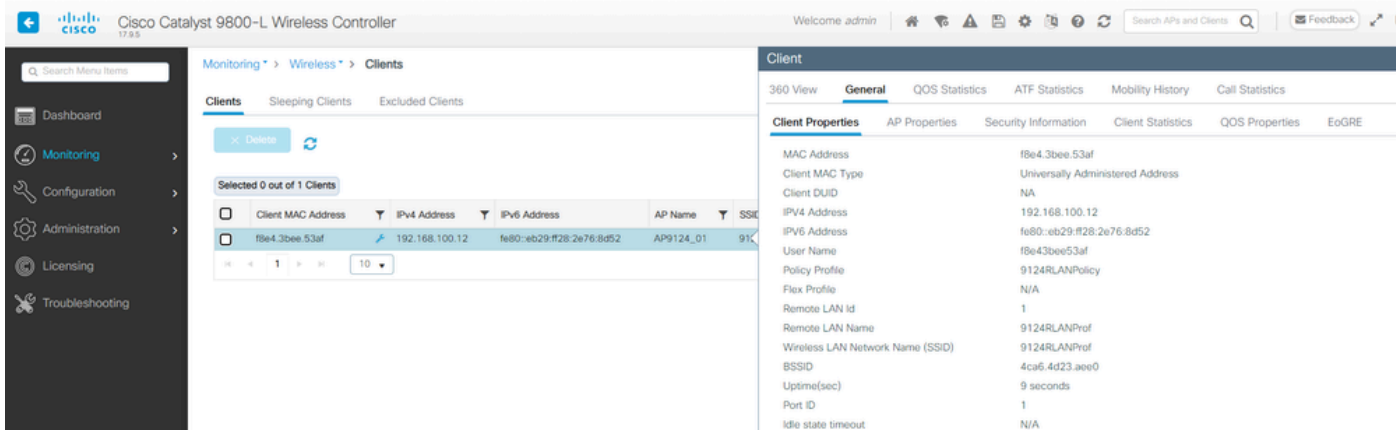 cisco
Cisco Catalyst 9800-L Wireless Controller
17.9.5
Welcome admin
Search APs and Clients
Feedback
Search Menu Items
Dashboard
Monitoring
Configuration
Administration
Licensing
Troubleshooting
Monitoring > Wireless > Clients
Clients Sleeping Clients Excluded Clients
× Delete
Selected 0 out of 1 Clients
Client MAC Address IPv4 Address IPv6 Address AP Name SSID
f8e4.3bee.53af 192.168.100.12 fe80::eb29:ff28:2e76:8d52 AP9124_01 912
1 10
Client
360 View General QOS Statistics ATF Statistics Mobility History Call Statistics
Client Properties AP Properties Security Information Client Statistics QOS Properties EoGRE
MAC Address f8e4.3bee.53af
Client MAC Type Universally Administered Address
Client DUID NA
IPV4 Address 192.168.100.12
IPV6 Address fe80::eb29:ff28:2e76:8d52
User Name f8e43bee53af
Policy Profile 9124RLANPolicy
Flex Profile N/A
Remote LAN Id 1
Remote LAN Name 9124RLANProf
Wireless LAN Network Name (SSID) 9124RLANProf
BSSID 4ca6.4d23.aee0
Uptime(sec) 9 seconds
Port ID 1
Idle state timeout N/A